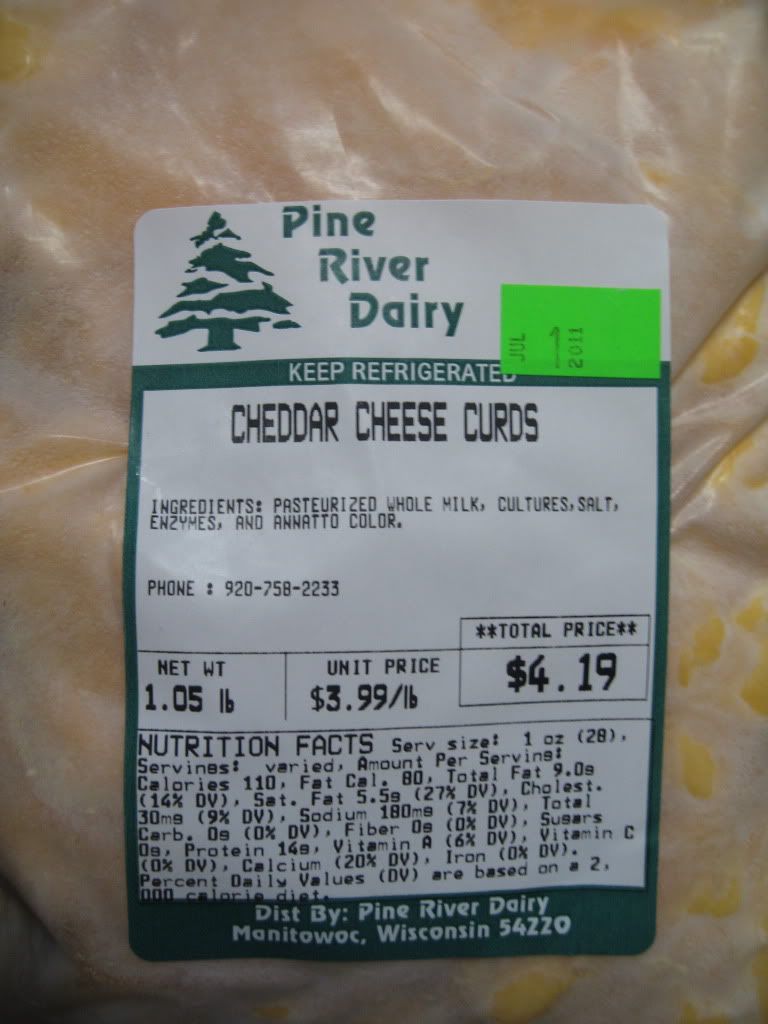 Pine
River
Dairy
JUL 1 2011
KEEP REFRIGERATED
CHEDDAR CHEESE CURDS
INGREDIENTS: PASTEURIZED WHOLE MILK, CULTURES,SALT,
ENZYMES, AND ANNATTO COLOR.
PHONE : 920-758-2233
**TOTAL PRICE**
$4.19
NET WT
1.05 lb
UNIT PRICE
$3.99/lb
NUTRITION FACTS Serv size: 1 oz (28),
Servings: varied, Amount Per Serving:
Calories 110, Fat Cal. 80, Total Fat 9.0g
(14% DV), Sat. Fat 5.5g (27% DV), Cholest.
30mg (9% DV), Sodium 180mg (7% DV), Total
Carb. 0g (0% DV), Fiber 0g (0% DV), Sugars
0g, Protein 14g, Vitamin A (6% DV), Vitamin C
(0% DV), Calcium (20% DV), Iron (0% DV).
Percent Daily Values (DV) are based on a 2,
000 calorie diet.
Dist By: Pine River Dairy
Manitowoc, Wisconsin 54220